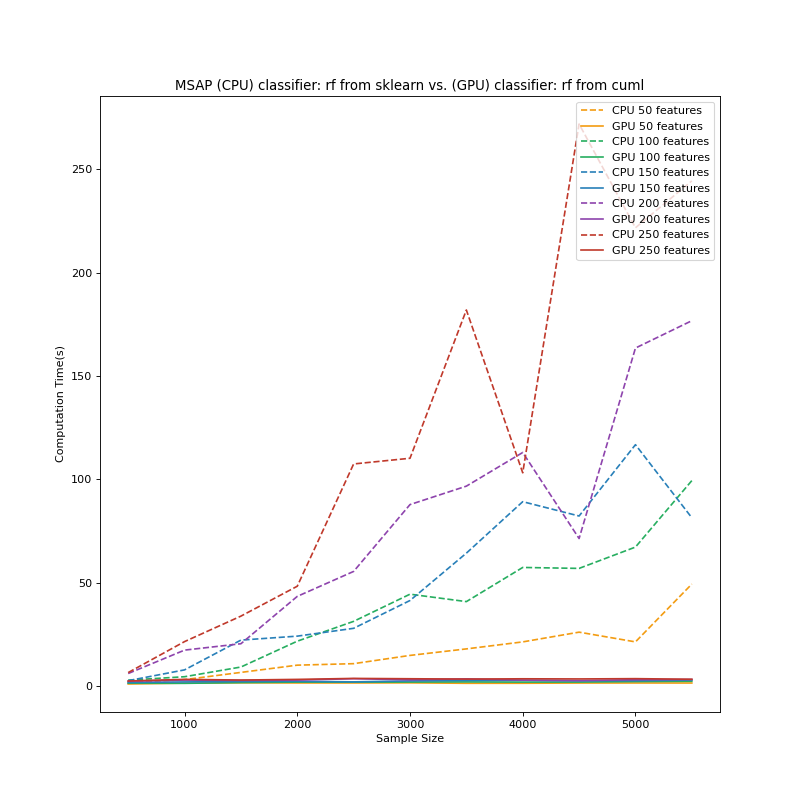 MSAP (CPU) classifier: rf from sklearn vs. (GPU) classifier: rf from cuml
CPU 50 features
GPU 50 features
CPU 100 features
GPU 100 features
CPU 150 features
GPU 150 features
CPU 200 features
GPU 200 features
CPU 250 features
GPU 250 features
250
200
150
100
50
0
Computation Time(s)
1000
2000
3000
4000
5000
Sample Size